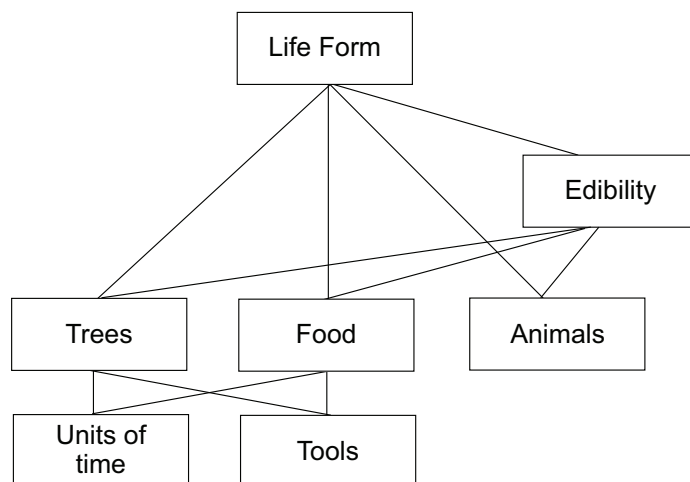 Life Form
Edibility
Trees
Food
Animals
Units of
time
Tools